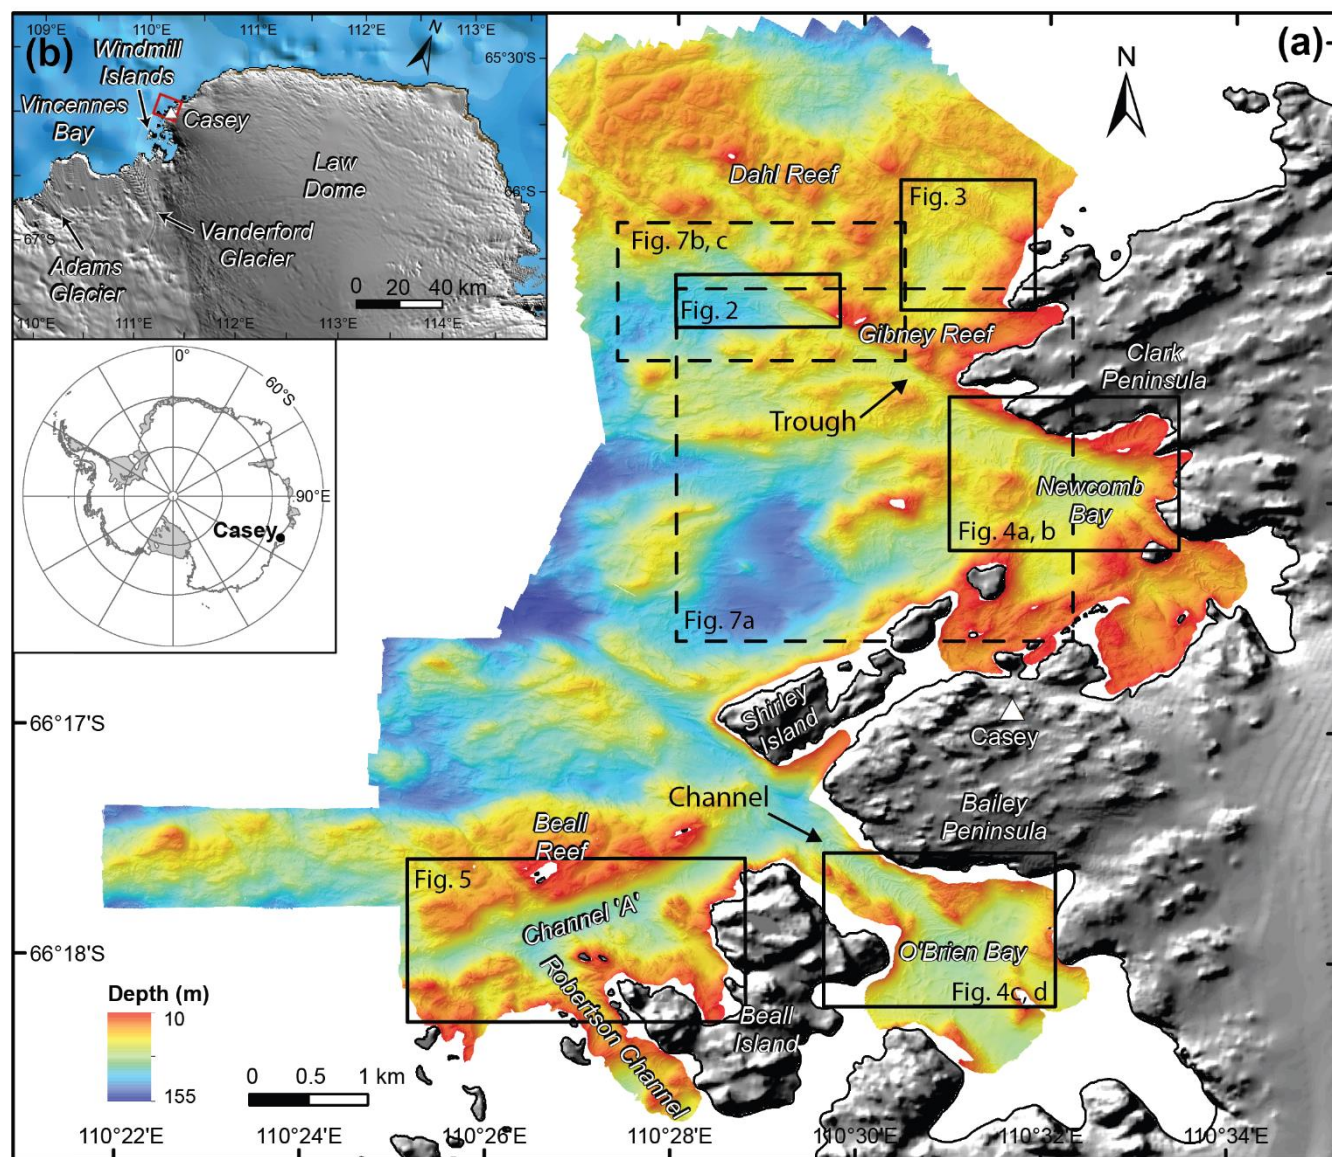 109°E
110°E
111°E
112°E
113°E
(b)
Windmill
Islands
N
65°30'S
Vincennes
Bay
Casey
Law
Dome
66°S
67°S
Vanderford
Glacier
Adams
Glacier
0 20 40 km
110°E
111°E
112°E
113°E
114°E
0°
60°S
90°E
Casey
(a)
N
Dahl Reef
Fig. 3
Fig. 7b, c
Fig. 2
Gibney Reef
Clark
Peninsula
Trough
Newcomb
Bay
Fig. 4a, b
Fig. 7a
66°17'S
Shirley
Island
Casey
Channel
Bailey
Peninsula
Beall
Reef
Fig. 5
Channel 'A'
O'Brien Bay
66°18'S
Fig. 4c, d
Robertson Channel
Beall
Island
Depth (m)
10
155
0 0.5 1 km
110°22'E
110°24'E
110°26'E
110°28'E
110°30'E
110°32'E
110°34'E